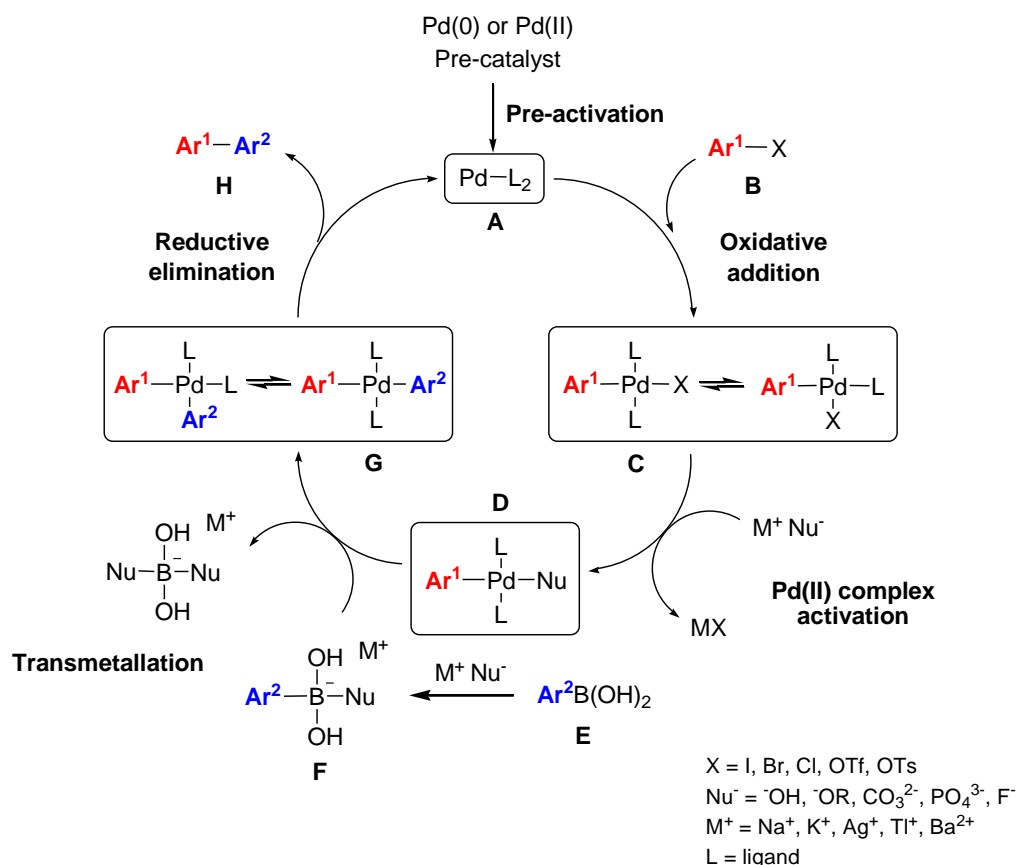 Pd(0) or Pd(II)
Pre-catalyst
Pre-activation
Ar¹—Ar²
H
Pd—L₂
A
Ar¹—X
B
Reductive
elimination
Oxidative
addition
L
Ar¹—Pd—L
Ar²
L
Ar¹—Pd—Ar²
L
G
L
Ar¹—Pd—X
L
L
Ar¹—Pd—L
X
C
D
L
Ar¹—Pd—Nu
L
M⁺ Nu⁻
MX
Pd(II) complex
activation
OH M⁺
Nu—B⁻—Nu
OH
Transmetallation
OH M⁺
Ar²—B⁻—Nu
OH
F
M⁺ Nu⁻
Ar²B(OH)₂
E
X = I, Br, Cl, OTf, OTs
Nu⁻ = ⁻OH, ⁻OR, CO₃²⁻, PO₄³⁻, F⁻
M⁺ = Na⁺, K⁺, Ag⁺, Tl⁺, Ba²⁺
L = ligand